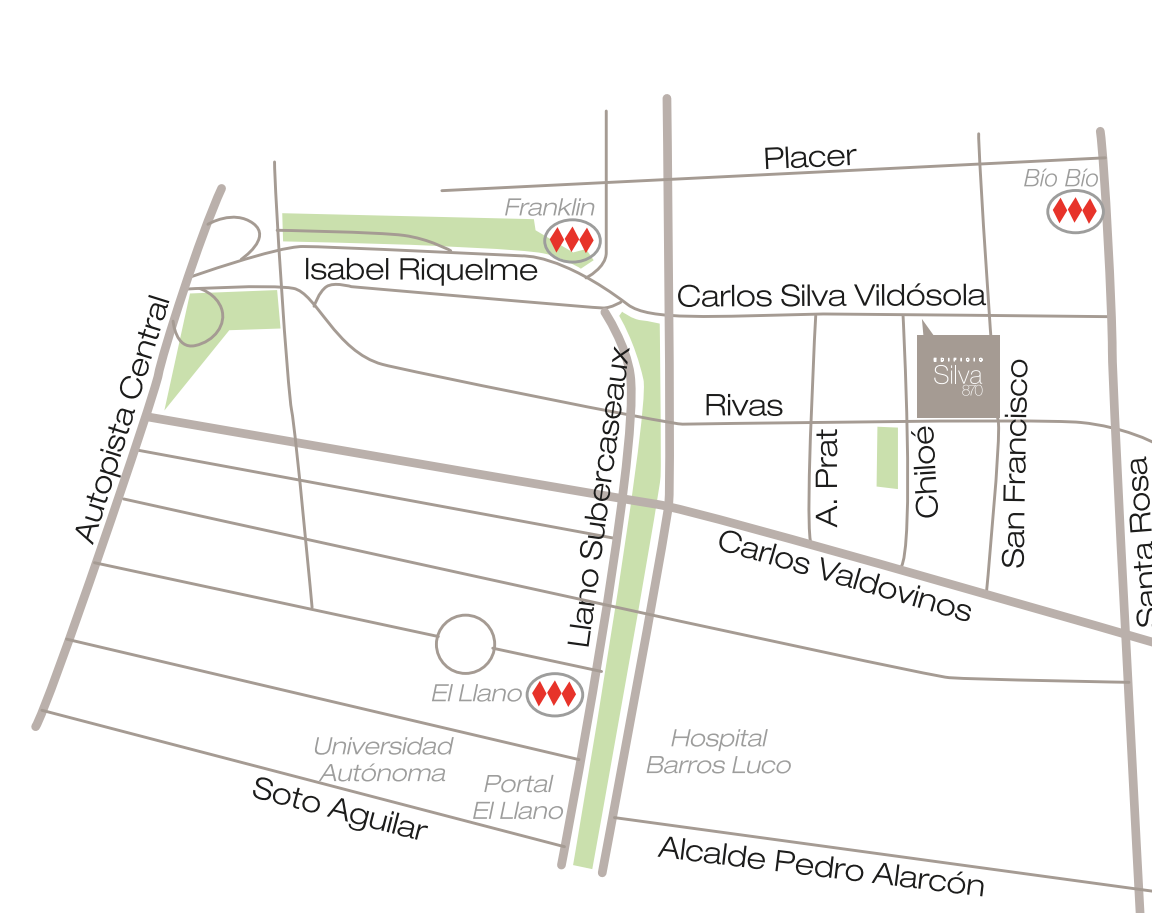 Placer
Bío Bío
Franklin
Isabel Riquelme
Carlos Silva Vildósola
Autopista Central
Llano Subercaseaux
EDIFICIO
Silva
870
Rivas
A. Prat
Chiloé
San Francisco
Santa Rosa
Carlos Valdovinos
El Llano
Universidad
Autónoma
Portal
El Llano
Hospital
Barros Luco
Soto Aguilar
Alcalde Pedro Alarcón